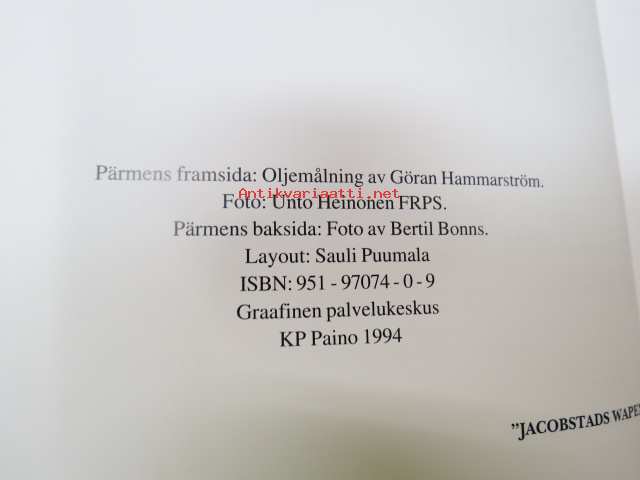 Pärmens framsida: Oljemålning av Göran Hammarström.
Antikvariaatti.net
Foto: Unto Heinonen FRPS.
Pärmens baksida: Foto av Bertil Bonns.
Layout: Sauli Puumala
ISBN: 951 - 97074 - 0 - 9
Graafinen palvelukeskus
KP Paino 1994
"JACOBSTADS WAPEN